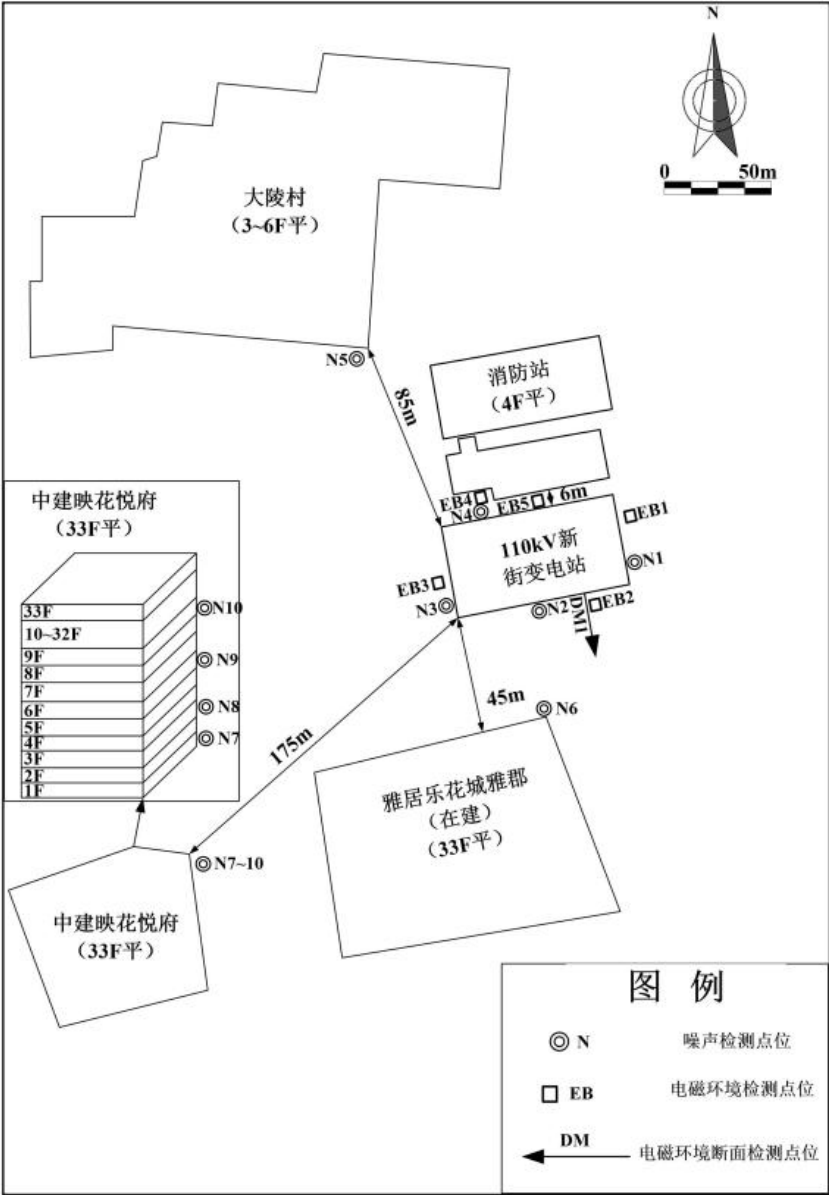 N
0 50m
大陵村
（3~6F平）
N5
85m
消防站
（4F平）
EB4
N4
EB5
6m
EB1
110kV新
街变电站
N1
EB3
N3
N2
EB2
DM1
中建映花悦府
（33F平）
33F
10~32F
9F
8F
7F
6F
5F
4F
3F
2F
1F
N10
N9
N8
N7
175m
45m
N6
雅居乐花城雅郡
（在建）
（33F平）
N7~10
中建映花悦府
（33F平）
图 例
N 噪声检测点位
EB 电磁环境检测点位
DM 电磁环境断面检测点位